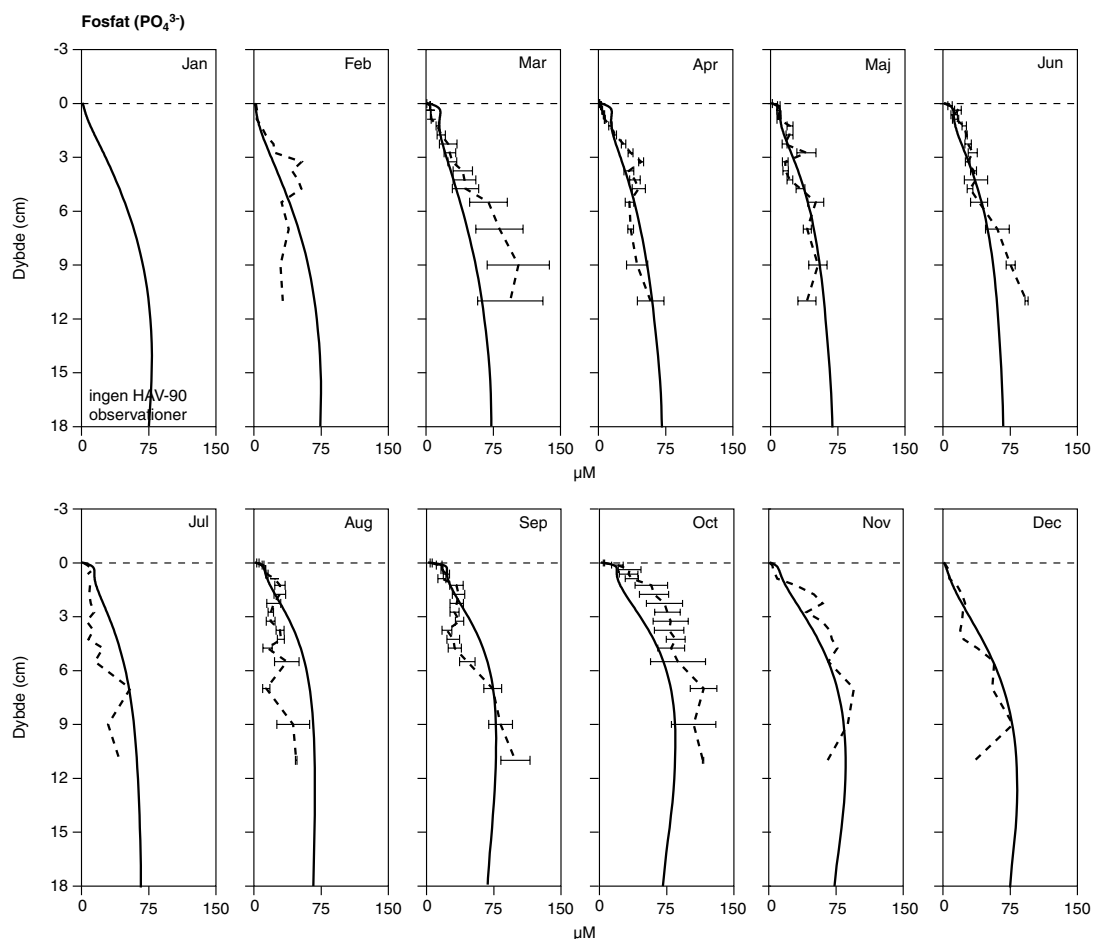 Fosfat (PO₄³⁻)
-3
0
3
6
9
12
15
18
Dybde (cm)
Jan
Feb
Mar
Apr
Maj
Jun
ingen HAV-90
observationer
0 75 150 0 75 150 0 75 150 0 75 150 0 75 150 0 75 150
µM
-3
0
3
6
9
12
15
18
Dybde (cm)
Jul
Aug
Sep
Oct
Nov
Dec
0 75 150 0 75 150 0 75 150 0 75 150 0 75 150 0 75 150
µM